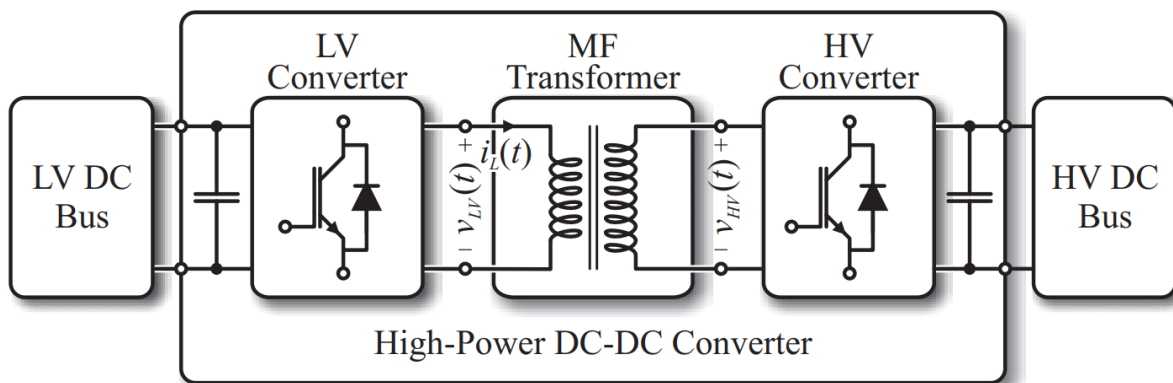 LV
Converter
MF
Transformer
HV
Converter
LV DC
Bus
+
v_LV(t)
−
i_L(t)
+
v_HV(t)
−
HV DC
Bus
High-Power DC-DC Converter